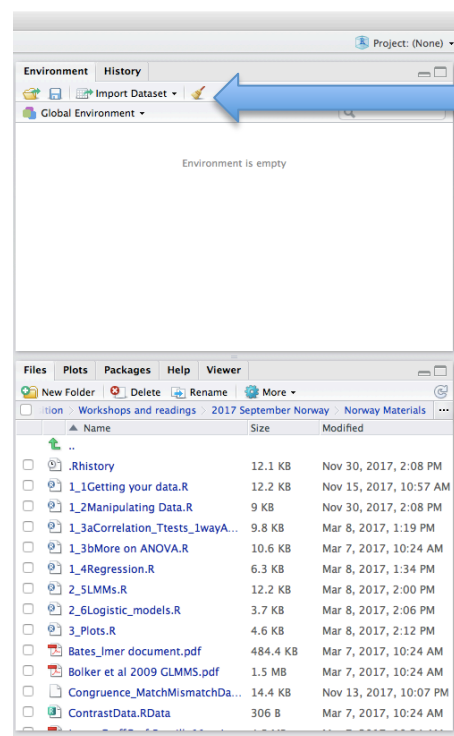 Project: (None)
Environment History
Import Dataset
Global Environment
Environment is empty
Files Plots Packages Help Viewer
New Folder Delete Rename More
ition Workshops and readings 2017 September Norway Norway Materials ...
Name Size Modified
..
.Rhistory 12.1 KB Nov 30, 2017, 2:08 PM
1_1Getting your data.R 12.2 KB Nov 15, 2017, 10:57 AM
1_2Manipulating Data.R 9 KB Nov 30, 2017, 2:08 PM
1_3aCorrelation_Ttests_1wayA... 9.8 KB Mar 8, 2017, 1:19 PM
1_3bMore on ANOVA.R 10.6 KB Mar 7, 2017, 10:24 AM
1_4Regression.R 6.3 KB Mar 8, 2017, 1:34 PM
2_5LMMs.R 12.2 KB Mar 8, 2017, 2:00 PM
2_6Logistic_models.R 3.7 KB Mar 8, 2017, 2:06 PM
3_Plots.R 4.6 KB Mar 8, 2017, 2:12 PM
Bates_lmer document.pdf 484.4 KB Mar 7, 2017, 10:24 AM
Bolker et al 2009 GLMMS.pdf 1.5 MB Mar 7, 2017, 10:24 AM
Congruence_MatchMismatchDa... 14.4 KB Nov 13, 2017, 10:07 PM
ContrastData.RData 306 B Mar 7, 2017, 10:24 AM